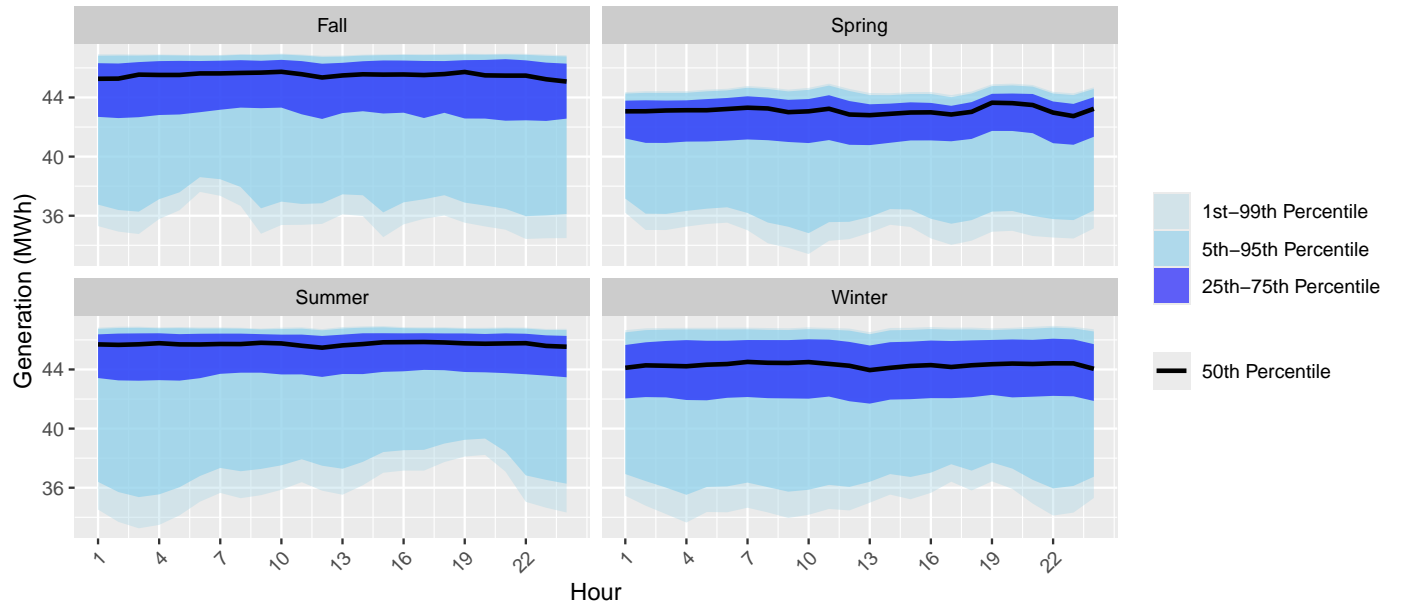 Fall
Spring
44
40
36
Summer
Winter
44
40
36
Generation (MWh)
1 4 7 10 13 16 19 22
1 4 7 10 13 16 19 22
Hour
1st−99th Percentile
5th−95th Percentile
25th−75th Percentile
50th Percentile